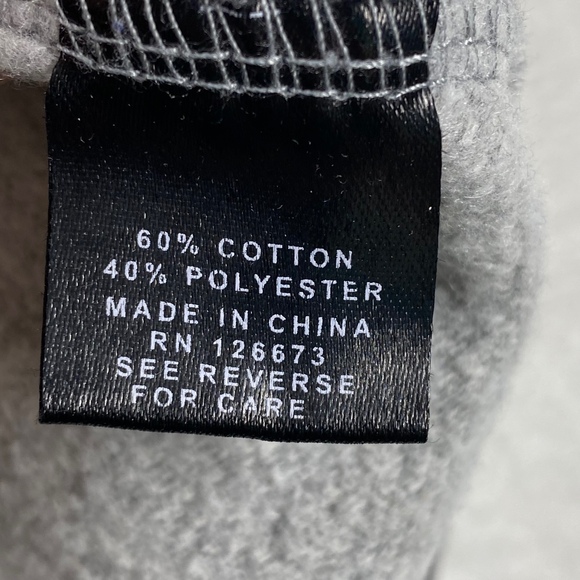 60% COTTON
40% POLYESTER
MADE IN CHINA
RN 126673
SEE REVERSE
FOR CARE